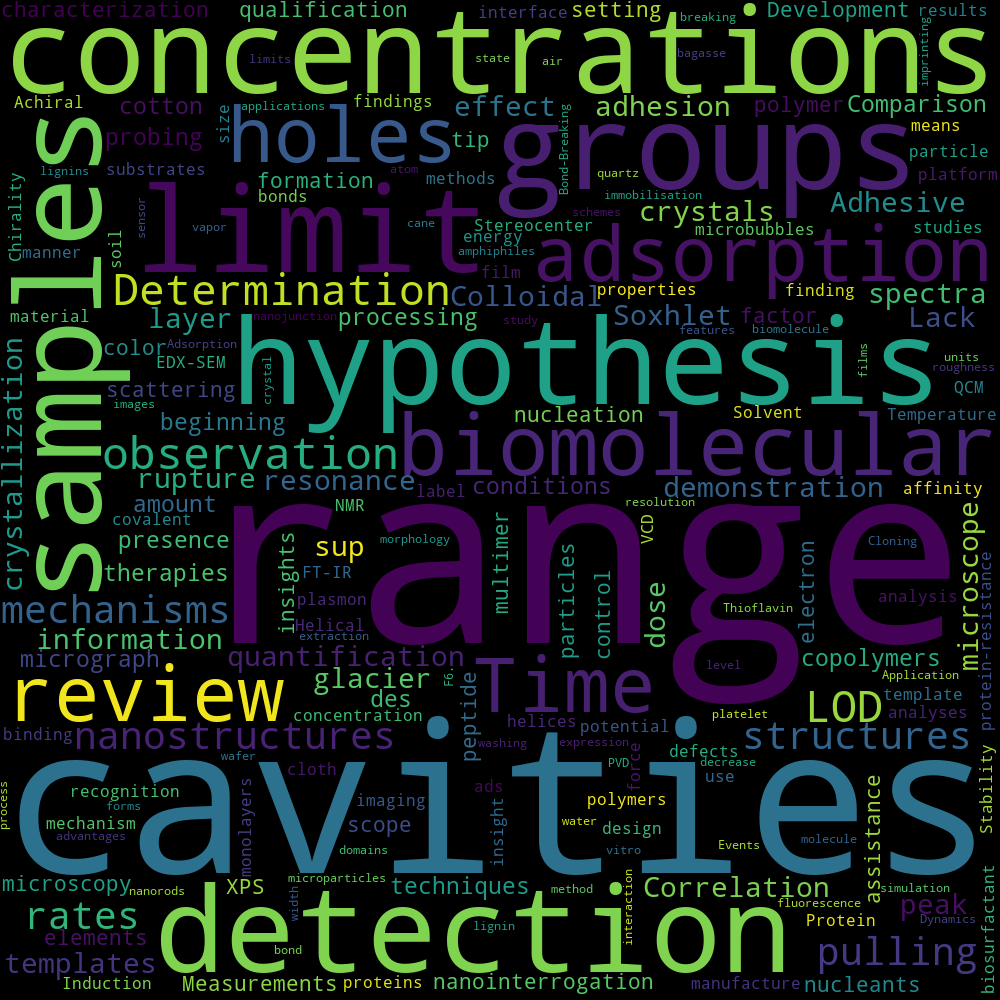 characterization
qualification
interface
setting
breaking
Development
results
concentrations
limits
state
air
bagasse
imprinting
Achiral
cotton
applications
findings
effect
adhesion
polymer
Comparison
samples
probing
size
holes
tip
Bond-Breaking
groups
means
particle
lignins
substrates
formation
atom
methods
quartz
platform
Chirality
bonds
immobilisation
limit
cane
schemes
crystals
Adhesive
sensor
vapor
Stereocenter
microbubbles
studies
manner
soil
energy
amphiphiles
adsorption
film
Determination
Colloidal
properties
finding
spectra
material
layer
nanojunction
processing
study
Soxhlet
factor
Lack
features
biomolecule
color
Adsorption
hypothesis
EDX-SEM
films
units
roughness
crystallization
scattering
crystal
QCM
images
beginning
nucleation
Solvent
Temperature
observation
biomolecular
rupture
resonance
label
conditions
demonstration
affinity
amount
NMR
resolution
covalent
range
VCD
presence
sup
morphology
Cloning
multimer
microscope
therapies
insights
FT-IR
particles
control
electron
protein-resistance
mechanisms
plasmon
dose
Thioflavin
analysis
Helical
information
extraction
micrograph
quantification
level
copolymers
review
glacier
F6.
Time
Application
des
template
concentration
peptide
helices
potential
platelet
LOD
analyses
binding
nanostructures
washing
expression
defects
structures
wafer
cloth
force
PVD
decrease
use
Stability
cavities
process
recognition
ads
forms
imaging
polymers
mechanism
scope
insight
water
design
assistance
advantages
monolayers
domains
vitro
Events
molecule
microscopy
nanorods
XPS
microparticles
techniques
method
Correlation
simulation
fluorescence
rates
detection
width
lignin
interaction
Protein
peak
Dynamics
elements
bond
biosurfactant
templates
pulling
Induction
Measurements
proteins
nanointerrogation
manufacture
nucleants